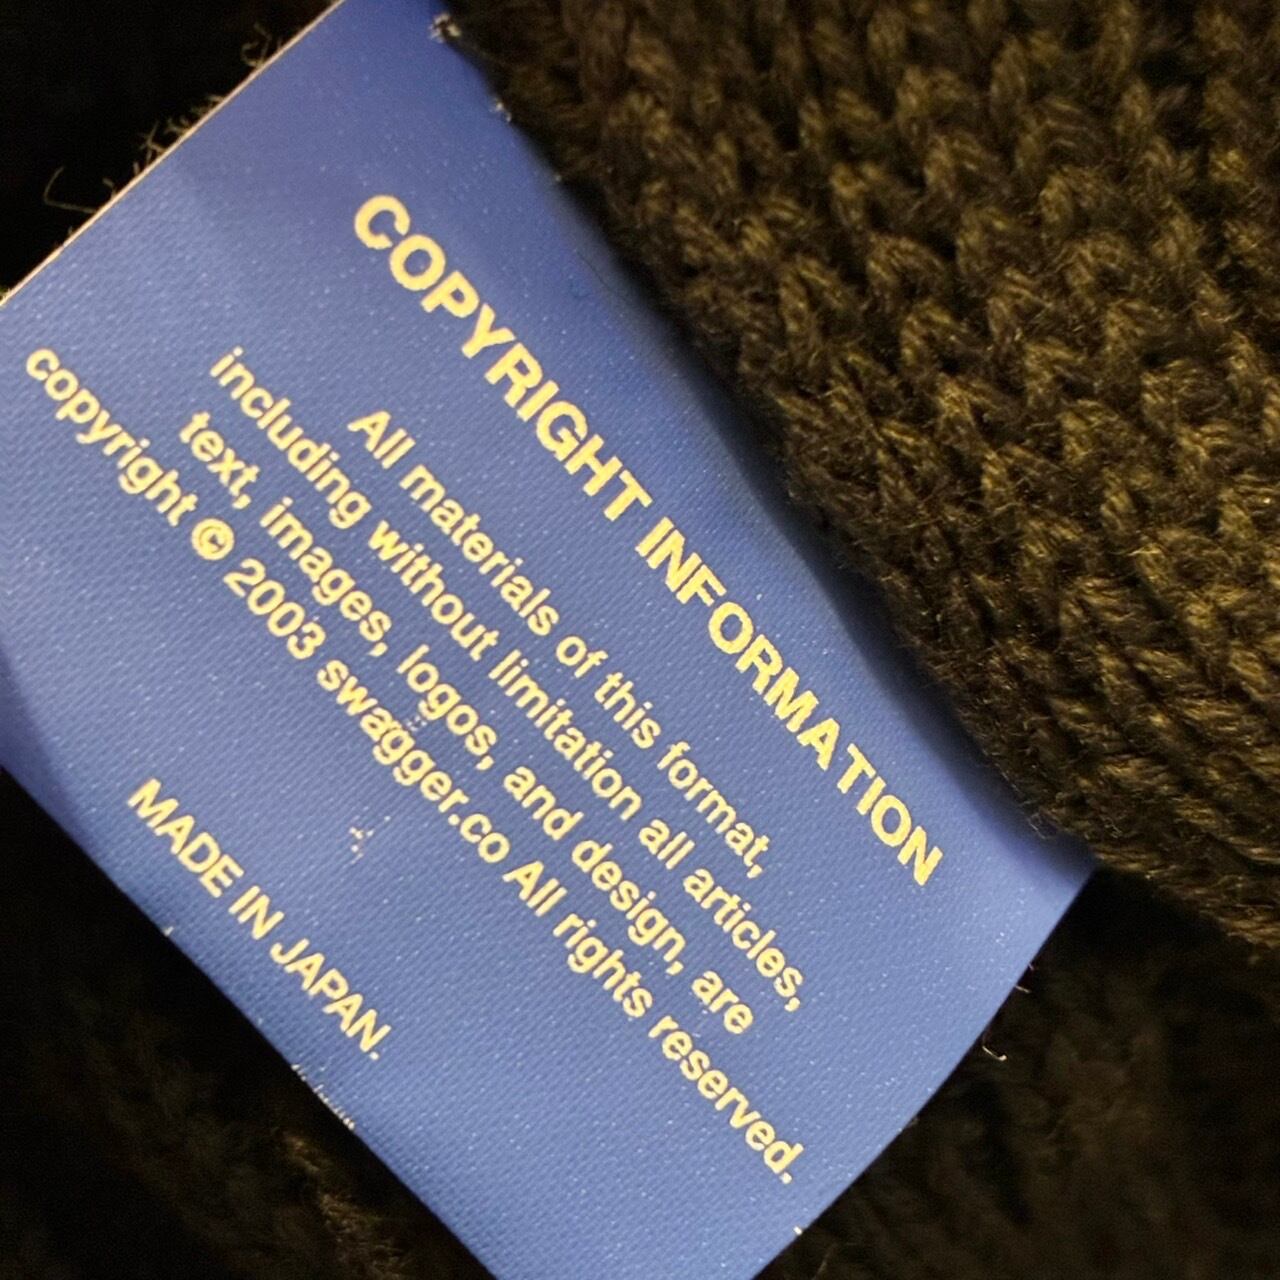 COPYRIGHT INFORMATION
All materials of this format,
including without limitation all articles,
text, images, logos, and design, are
copyright © 2003 swagger.co All rights reserved.
MADE IN JAPAN.